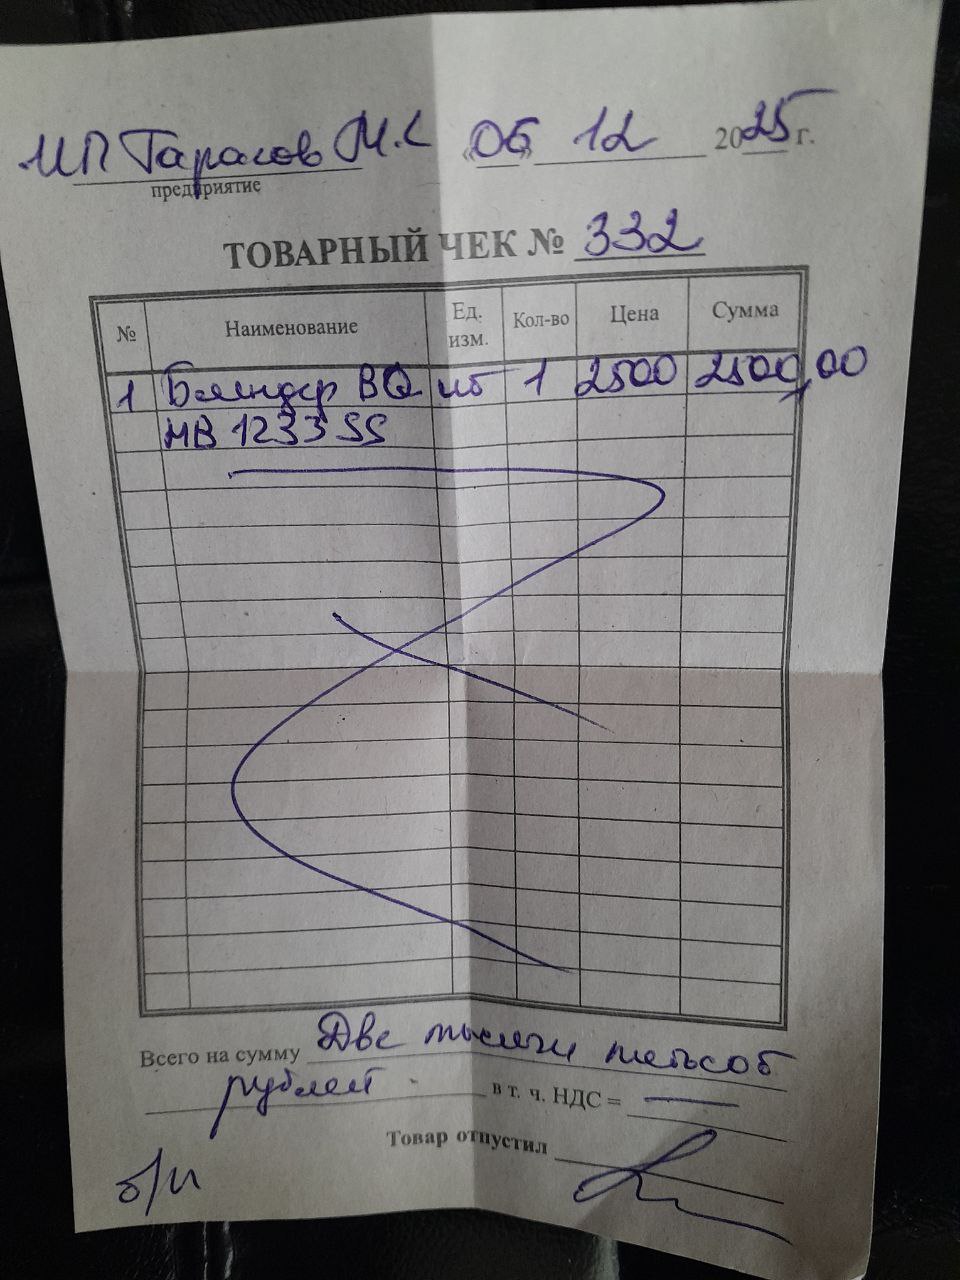 ИП Тарасов М.С «06» 12 2025 г.
предприятие
ТОВАРНЫЙ ЧЕК № 332
№ Наименование Ед. изм. Кол-во Цена Сумма
1 Блендер BQ шт 1 2500 2500,00
MB 1233 SS
Всего на сумму Две тысячи пятьсот
рублей в т. ч. НДС = —
Товар отпустил
б/н